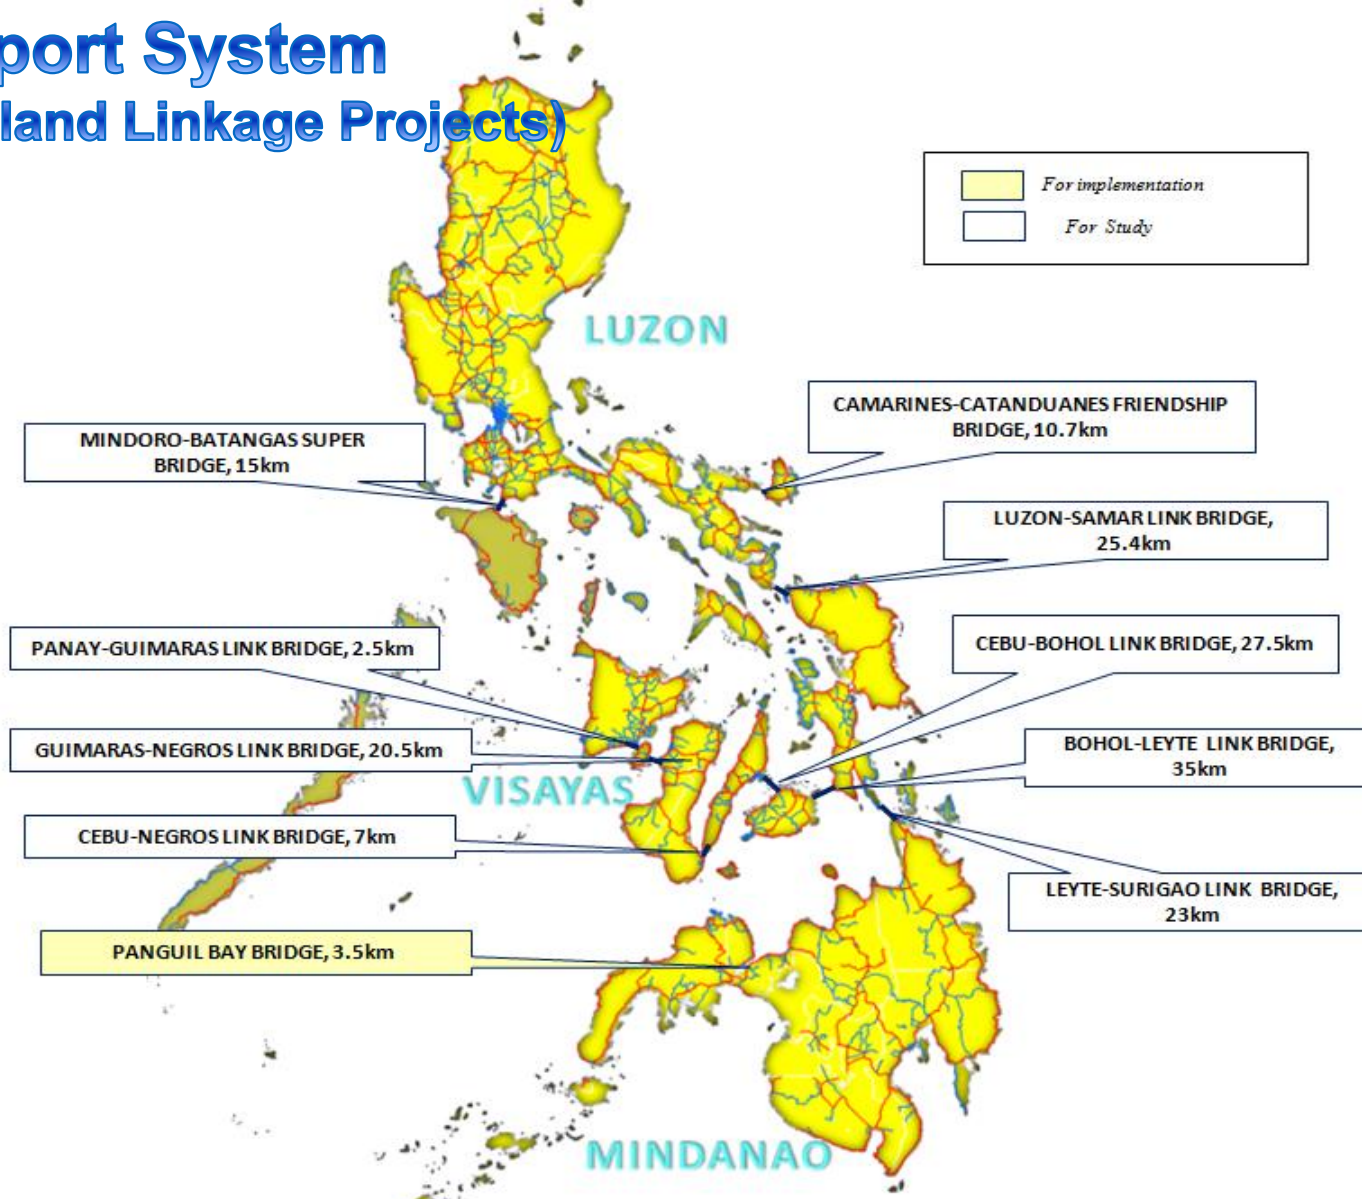 port System
land Linkage Projects)
For implementation
For Study
LUZON
CAMARINES-CATANDUANES FRIENDSHIP
BRIDGE, 10.7km
MINDORO-BATANGAS SUPER
BRIDGE, 15km
LUZON-SAMAR LINK BRIDGE,
25.4km
PANAY-GUIMARAS LINK BRIDGE, 2.5km
CEBU-BOHOL LINK BRIDGE, 27.5km
GUIMARAS-NEGROS LINK BRIDGE, 20.5km
BOHOL-LEYTE LINK BRIDGE,
35km
VISAYAS
CEBU-NEGROS LINK BRIDGE, 7km
LEYTE-SURIGAO LINK BRIDGE,
23km
PANGUIL BAY BRIDGE, 3.5km
MINDANAO